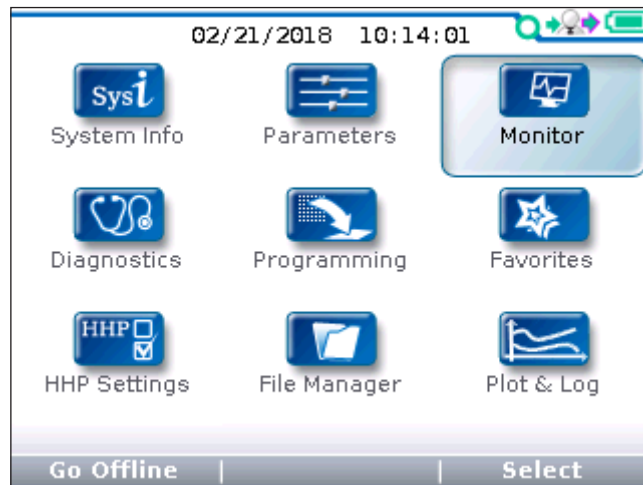 02/21/2018 10:14:01
Sysi
System Info
Parameters
Monitor
Diagnostics
Programming
Favorites
HHP
HHP Settings
File Manager
Plot & Log
Go Offline | | Select